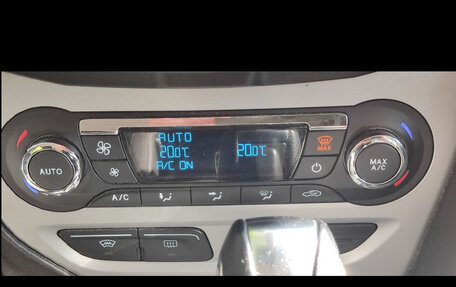 AUTO
20.0°C 20.0°C
A/C ON
MAX
AUTO
MAX
A/C
A/C